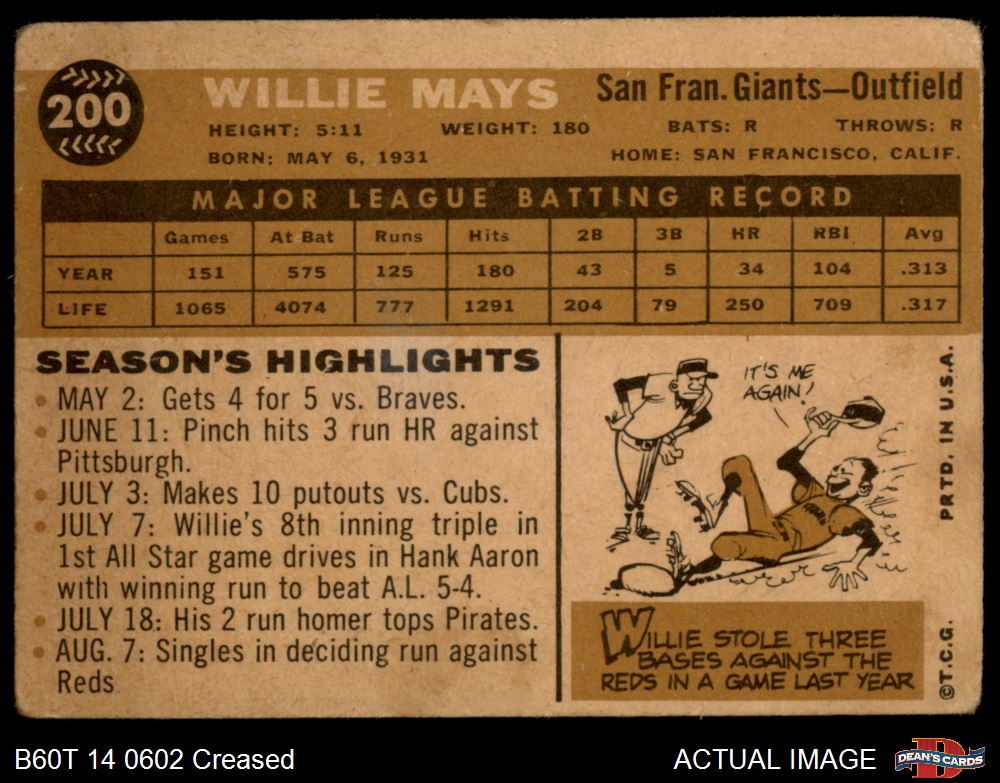 200
WILLIE MAYS
San Fran. Giants—Outfield
HEIGHT: 5:11 WEIGHT: 180 BATS: R THROWS: R
BORN: MAY 6, 1931 HOME: SAN FRANCISCO, CALIF.
MAJOR LEAGUE BATTING RECORD
Games At Bat Runs Hits 2B 3B HR RBI Avg
YEAR 151 575 125 180 43 5 34 104 .313
LIFE 1065 4074 777 1291 204 79 250 709 .317
SEASON'S HIGHLIGHTS
• MAY 2: Gets 4 for 5 vs. Braves.
• JUNE 11: Pinch hits 3 run HR against
Pittsburgh.
• JULY 3: Makes 10 putouts vs. Cubs.
• JULY 7: Willie's 8th inning triple in
1st All Star game drives in Hank Aaron
with winning run to beat A.L. 5-4.
• JULY 18: His 2 run homer tops Pirates.
• AUG. 7: Singles in deciding run against
Reds
IT'S ME
AGAIN!
WILLIE STOLE THREE
BASES AGAINST THE
REDS IN A GAME LAST YEAR
©T.C.G. PRTD. IN U.S.A.
B60T 14 0602 Creased
ACTUAL IMAGE
DEAN'S CARDS